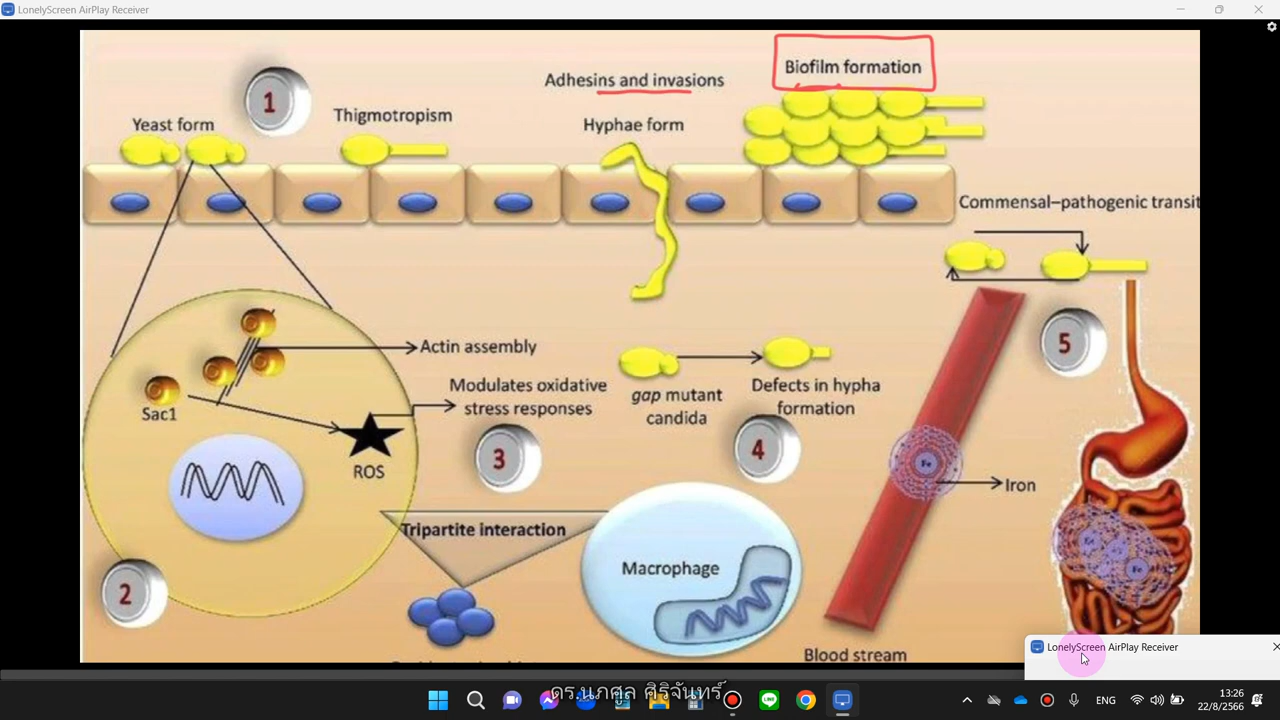 LonelyScreen AirPlay Receiver
Biofilm formation
Adhesins and invasions
1
Thigmotropism
Yeast form
Hyphae form
Commensal–pathogenic transit
Actin assembly
5
Modulates oxidative
stress responses
Sac1
gap mutant
candida
Defects in hypha
formation
3
4
ROS
Fe
Iron
Tripartite interaction
Macrophage
Fe
2
Blood stream
LonelyScreen AirPlay Receiver
ดร.นภศูล ศิริจันทร์
ENG
13:26
22/8/2566